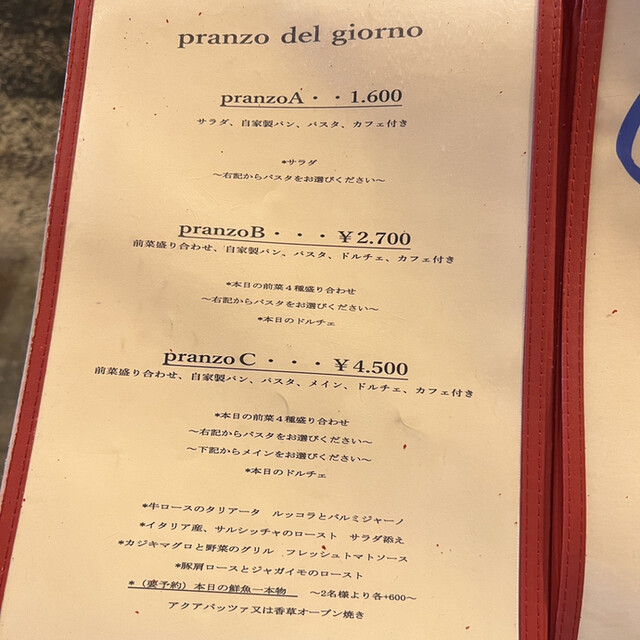 pranzo del giorno
pranzoA・・1.600
サラダ、自家製パン、パスタ、カフェ付き
*サラダ
～右記からパスタをお選びください～
pranzoB・・・￥2.700
前菜盛り合わせ、自家製パン、パスタ、ドルチェ、カフェ付き
*本日の前菜４種盛り合わせ
～右記からパスタをお選びください～
*本日のドルチェ
pranzo C・・・￥4.500
前菜盛り合わせ、自家製パン、パスタ、メイン、ドルチェ、カフェ付き
*本日の前菜４種盛り合わせ
～右記からパスタをお選びください～
～下記からメインをお選びください～
*本日のドルチェ
*牛ロースのタリアータ　ルッコラとパルミジャーノ
*イタリア産、サルシッチャのロースト　サラダ添え
*カジキマグロと野菜のグリル　フレッシュトマトソース
*豚肩ロースとジャガイモのロースト
*（要予約）本日の鮮魚一本物　～2名様より各+600～
アクアパッツァ又は香草オーブン焼き